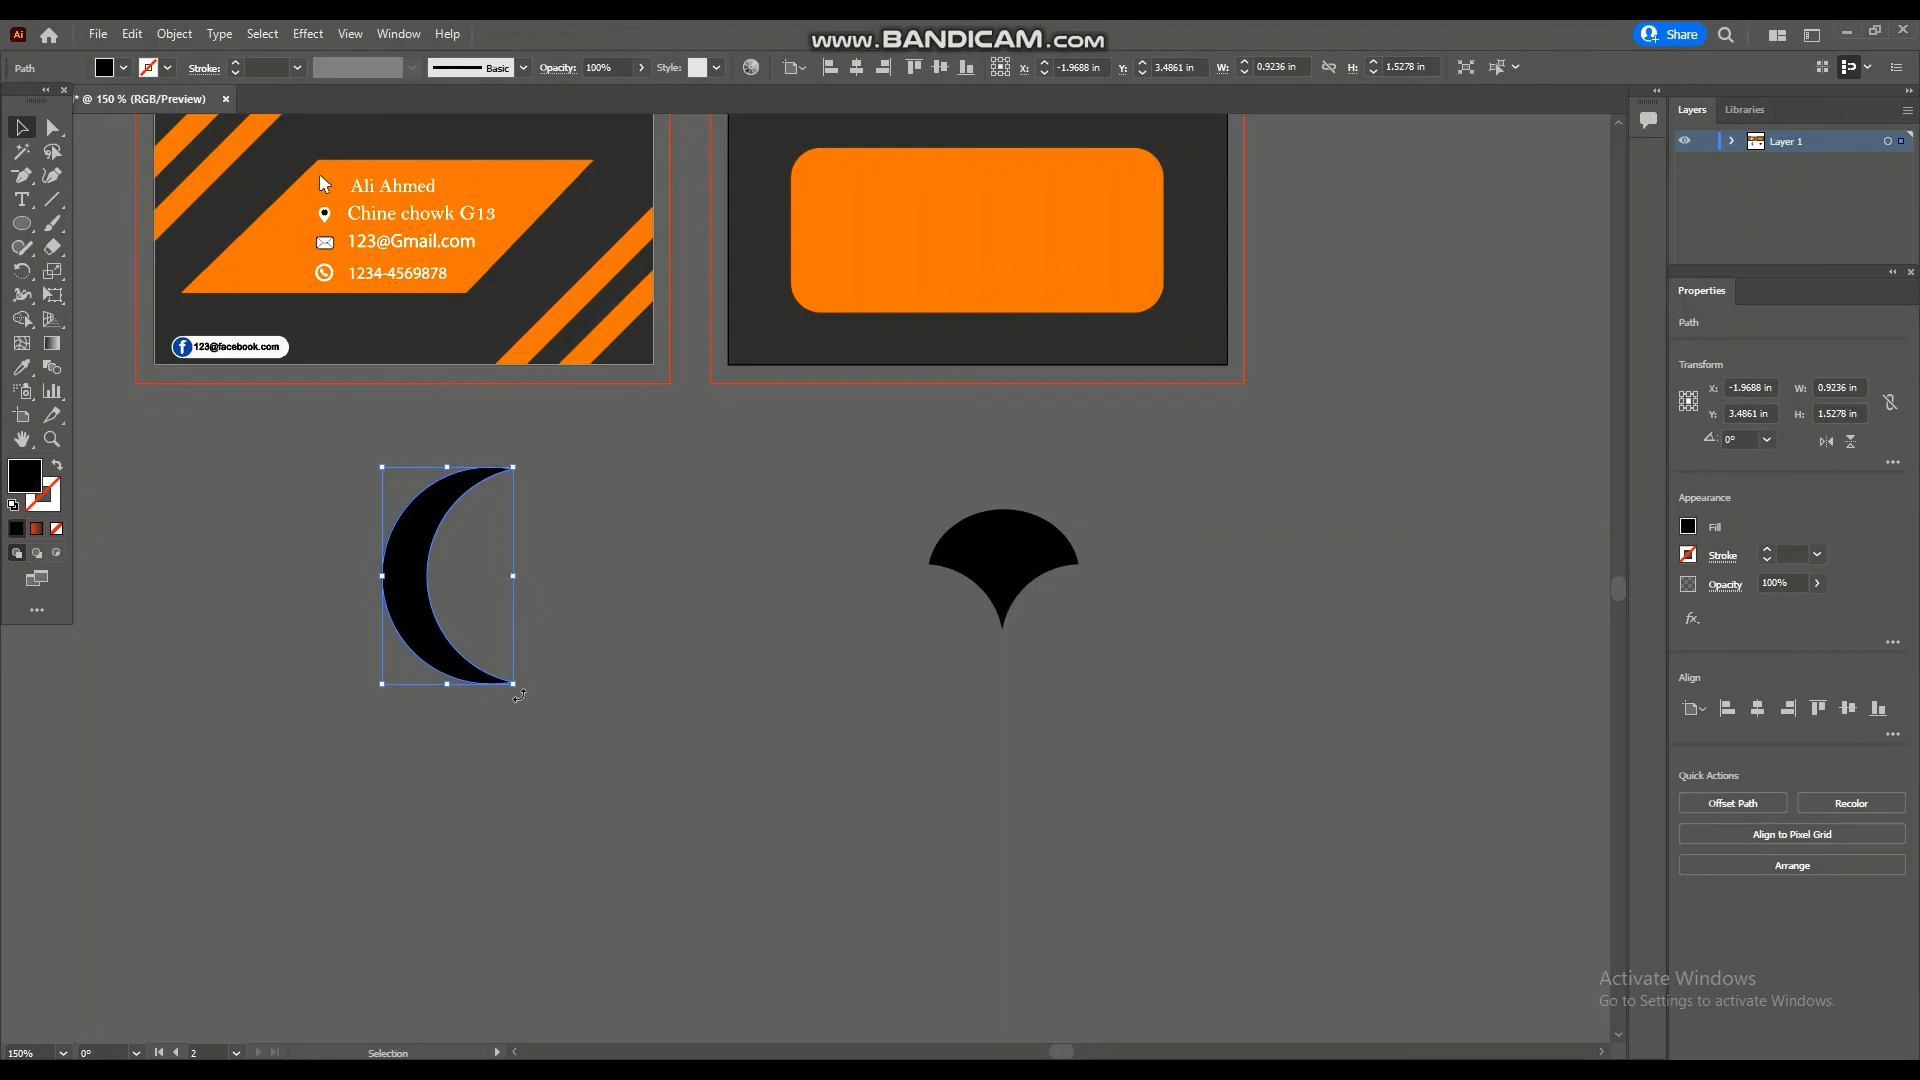 www.BANDICAM.com
Ai File Edit Object Type Select Effect View Window Help Share
Path Stroke: Basic Opacity: 100% Style: X: -1.9688 in Y: 3.4861 in W: 0.9236 in H: 1.5278 in
* @ 150 % (RGB/Preview) ×
Layers Libraries
Layer 1
Ali Ahmed
Chine chowk G13
123@Gmail.com
1234-4569878
f 123@facebook.com
Properties
Path
Transform
X: -1.9688 in W: 0.9236 in
Y: 3.4861 in H: 1.5278 in
0°
Appearance
Fill
Stroke
Opacity 100%
fx.
Align
Quick Actions
Offset Path Recolor
Align to Pixel Grid
Arrange
Activate Windows
Go to Settings to activate Windows.
150% 0° 2 Selection